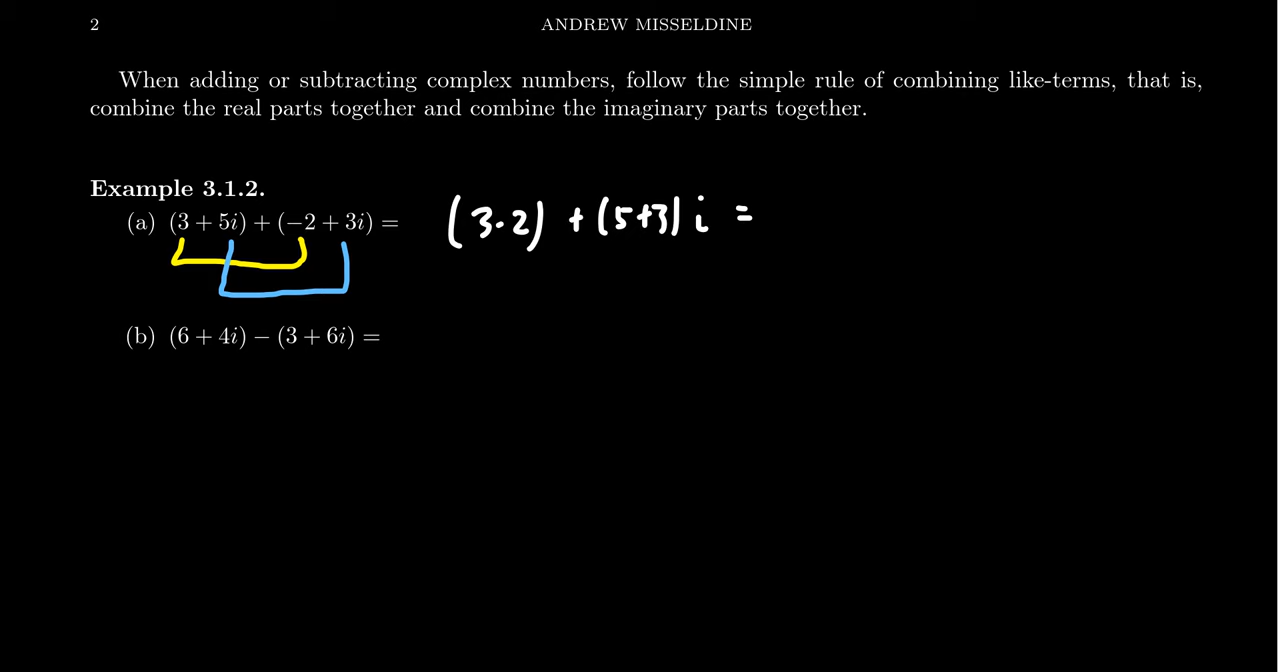 2 ANDREW MISSELDINE
When adding or subtracting complex numbers, follow the simple rule of combining like-terms, that is,
combine the real parts together and combine the imaginary parts together.
Example 3.1.2.
(a) (3 + 5i) + (−2 + 3i) = (3-2) + (5+3) i =
(b) (6 + 4i) − (3 + 6i) =